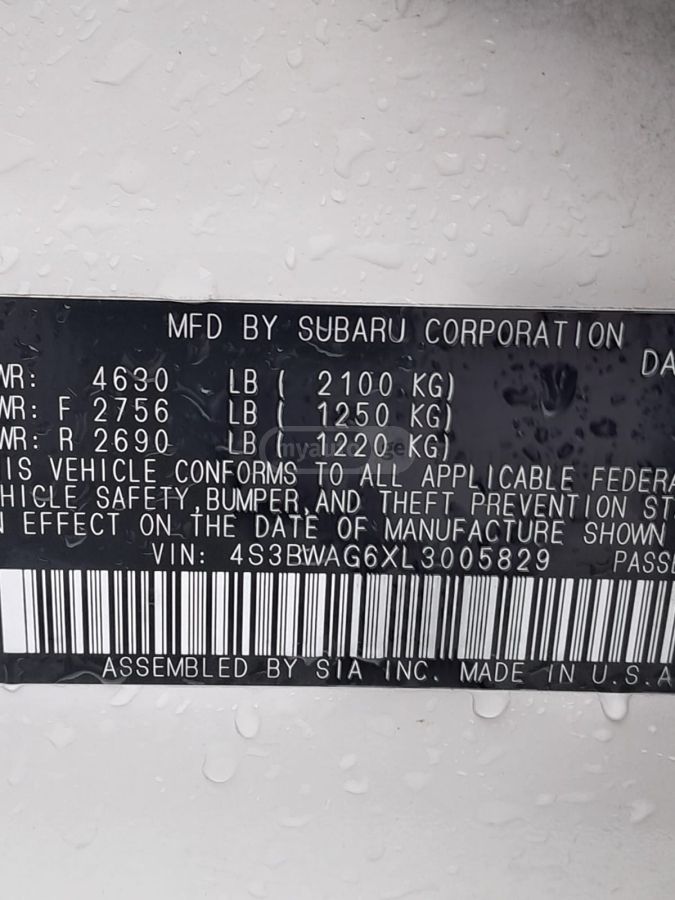 MFD BY SUBARU CORPORATION DA
WR: 4630 LB ( 2100 KG)
WR: F 2756 LB ( 1250 KG)
WR: R 2690 LB ( 1220 KG)
IS VEHICLE CONFORMS TO ALL APPLICABLE FEDERA
HICLE SAFETY,BUMPER,AND THEFT PREVENTION ST
N EFFECT ON THE DATE OF MANUFACTURE SHOWN
VIN: 4S3BWAG6XL3005829 PASSE
ASSEMBLED BY SIA INC. MADE IN U.S.A